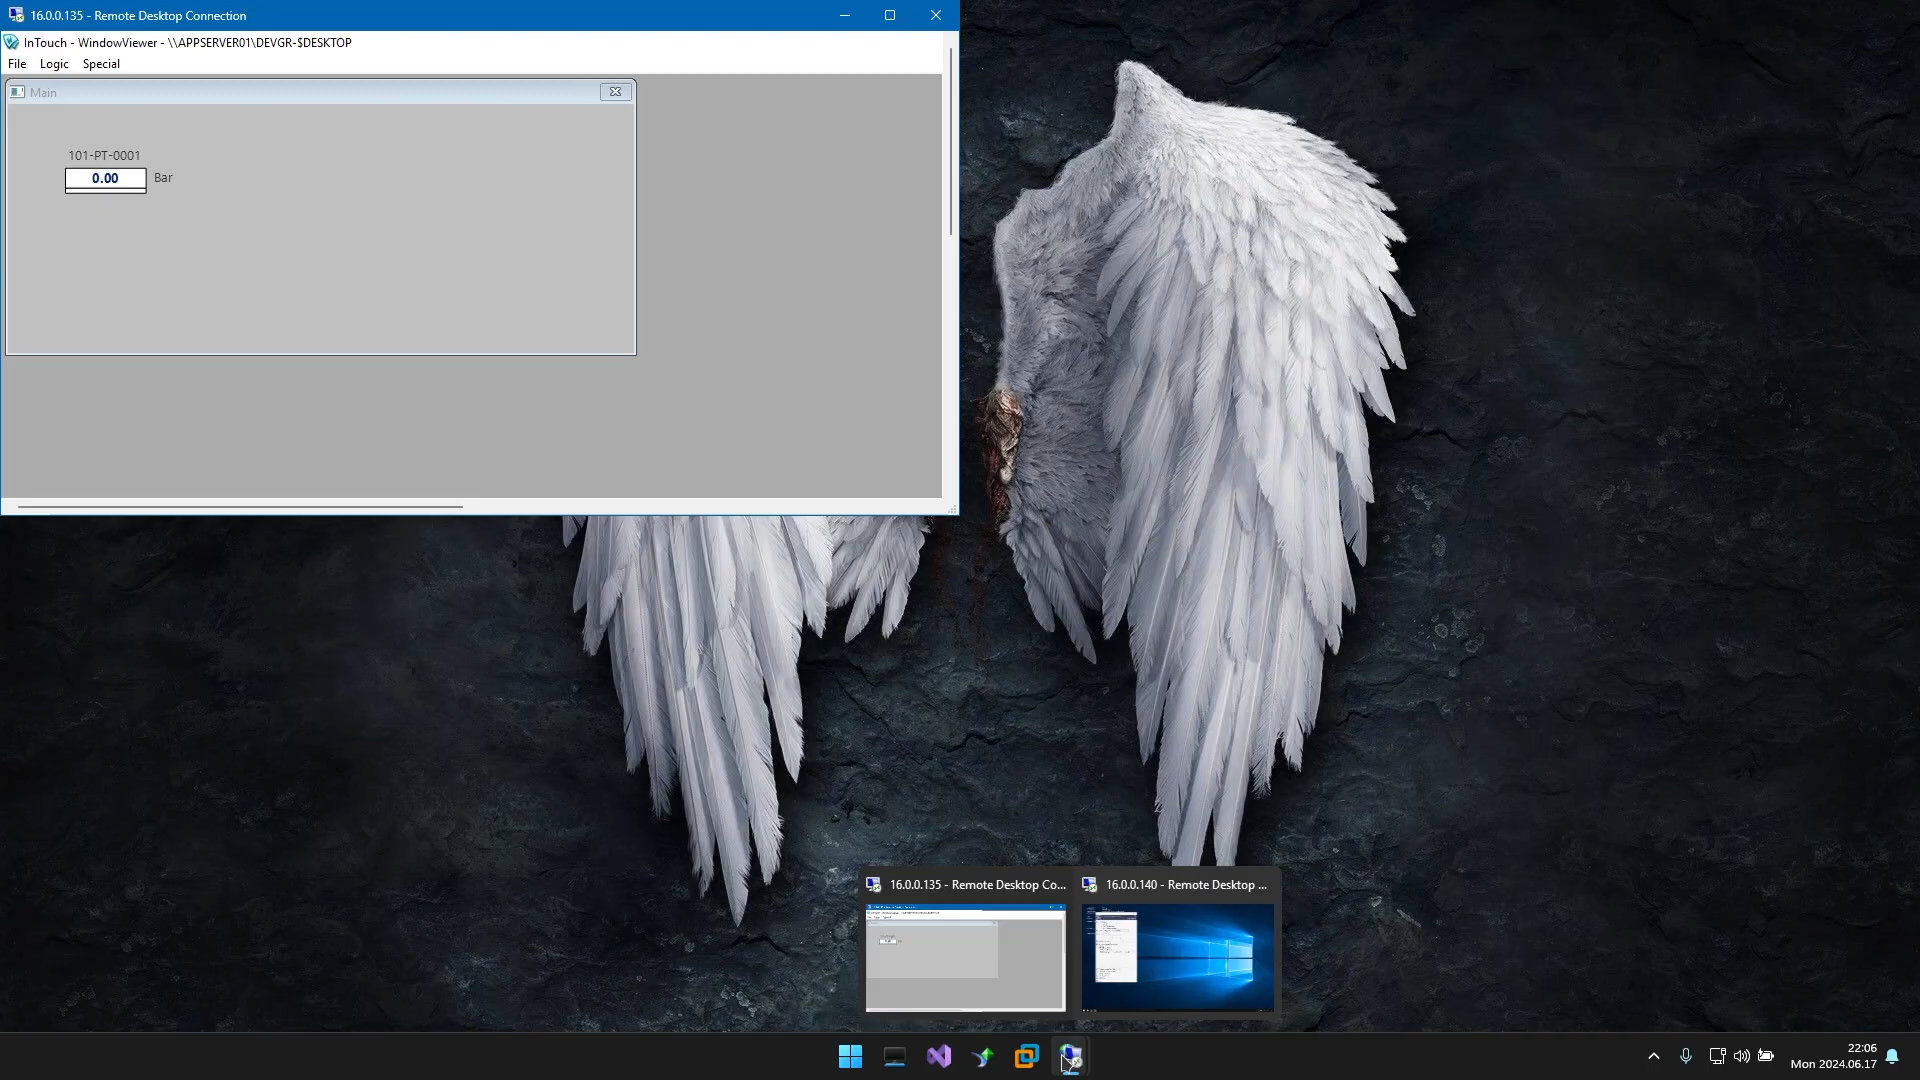 16.0.0.135 - Remote Desktop Connection
InTouch - WindowViewer - \\APPSERVER01\DEVGR-$DESKTOP
File Logic Special
Main
101-PT-0001
0.00 Bar
16.0.0.135 - Remote Desktop Co...
16.0.0.140 - Remote Desktop ...
22:06
Mon 2024.06.17